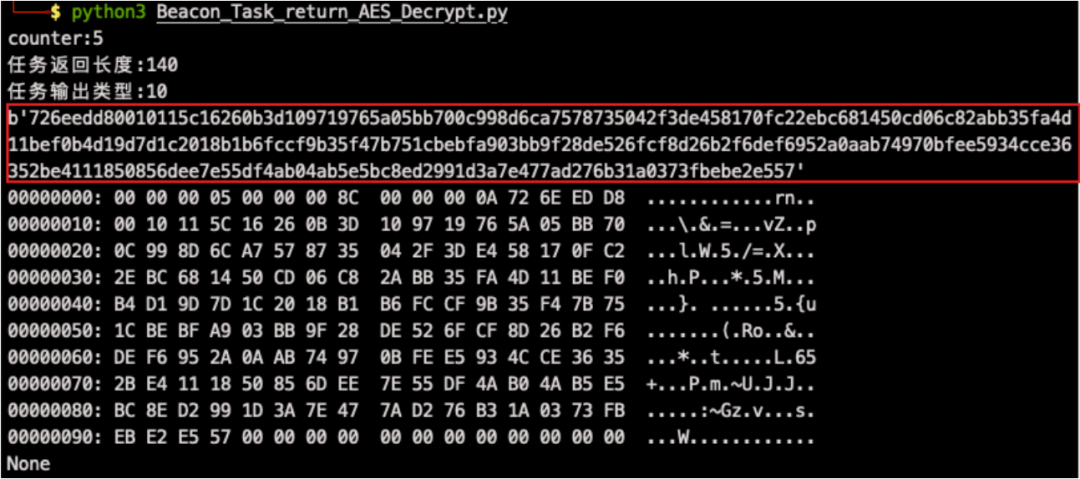 └──╼$ python3 Beacon_Task_return_AES_Decrypt.py
counter:5
任务返回长度:140
任务输出类型:10
b'726eedd80010115c16260b3d109719765a05bb700c998d6ca7578735042f3de458170fc22ebc681450cd06c82abb35fa4d
11bef0b4d19d7d1c2018b1b6fccf9b35f47b751cbebfa903bb9f28de526fcf8d26b2f6def6952a0aab74970bfee5934cce36
352be4111850856dee7e55df4ab04ab5e5bc8ed2991d3a7e477ad276b31a0373fbebe2e557'
00000000: 00 00 00 05 00 00 00 8C  00 00 00 0A 72 6E ED D8  ............rn..
00000010: 00 10 11 5C 16 26 0B 3D  10 97 19 76 5A 05 BB 70  ...\.&.=...vZ..p
00000020: 0C 99 8D 6C A7 57 87 35  04 2F 3D E4 58 17 0F C2  ...l.W.5./=.X...
00000030: 2E BC 68 14 50 CD 06 C8  2A BB 35 FA 4D 11 BE F0  ..h.P...*.5.M...
00000040: B4 D1 9D 7D 1C 20 18 B1  B6 FC CF 9B 35 F4 7B 75  ...}. ......5.{u
00000050: 1C BE BF A9 03 BB 9F 28  DE 52 6F CF 8D 26 B2 F6  .......(.Ro..&..
00000060: DE F6 95 2A 0A AB 74 97  0B FE E5 93 4C CE 36 35  ...*..t.....L.65
00000070: 2B E4 11 18 50 85 6D EE  7E 55 DF 4A B0 4A B5 E5  +...P.m.~U.J.J..
00000080: BC 8E D2 99 1D 3A 7E 47  7A D2 76 B3 1A 03 73 FB  .....:~Gz.v...s.
00000090: EB E2 E5 57 00 00 00 00  00 00 00 00 00 00 00 00  ...W............
None